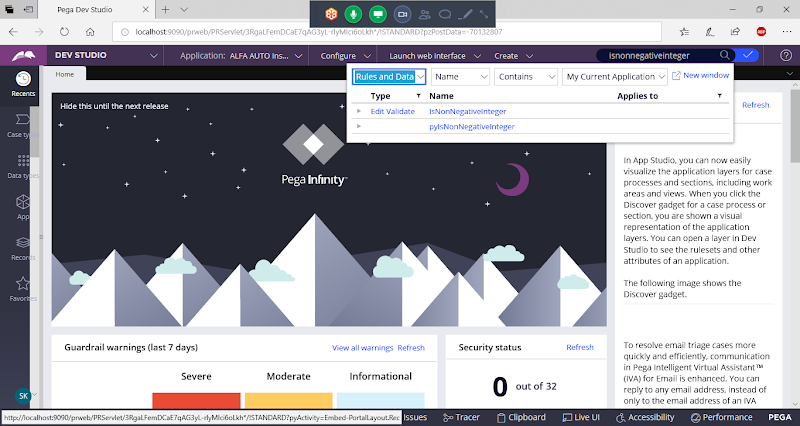 Pega Dev Studio
localhost:9090/prweb/PRServlet/3RgaLFemDCaE7qAG3yL-rlyMIci6oLkh*/!STANDARD?pzPostData=-70132807
DEV STUDIO
Application: ALFA AUTO Ins...
Configure
Launch web interface
Create
isnonnegativeinteger
Recents
Home
Rules and Data
Name
Contains
My Current Application
New window
Type
Name
Applies to
Edit Validate
IsNonNegativeInteger
pyIsNonNegativeInteger
Hide this until the next release
Refresh
Case type
Data types
App
Records
Favorites
SK
Pega Infinity™
In App Studio, you can now easily
visualize the application layers for case
processes and sections, including work
areas and views. When you click the
Discover gadget for a case process or
section, you are shown a visual
representation of the application
layers. You can open a layer in Dev
Studio to see the rulesets and other
attributes of an application.
The following image shows the
Discover gadget.
To resolve email triage cases more
quickly and efficiently, communication
in Pega Intelligent Virtual Assistant™
(IVA) for Email is enhanced. You can
reply to any email address, instead of
only to the email address of an IVA
Guardrail warnings (last 7 days)
View all warnings
Refresh
Severe
Moderate
Informational
Security status
Refresh
0 out of 32
http://localhost:9090/prweb/PRServlet/3RgaLFemDCaE7qAG3yL-rlyMIci6oLkh*/!STANDARD?pyActivity=Embed-PortalLayout.Rec
Issues
Tracer
Clipboard
Live UI
Accessibility
Performance
PEGA